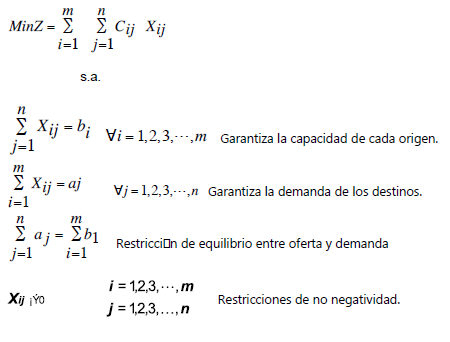 MinZ = m∑i=1 n∑j=1 Cij Xij
s.a.
n∑j=1 Xij = bi ∀i = 1,2,3,⋯,m Garantiza la capacidad de cada origen.
m∑i=1 Xij = aj ∀j = 1,2,3,⋯,n Garantiza la demanda de los destinos.
n∑j=1 aj = m∑i=1 b1 Restricci▯n de equilibrio entre oferta y demanda
Xij ¡Ý0 i = 1,2,3,⋯,m
j = 1,2,3,…,n Restricciones de no negatividad.